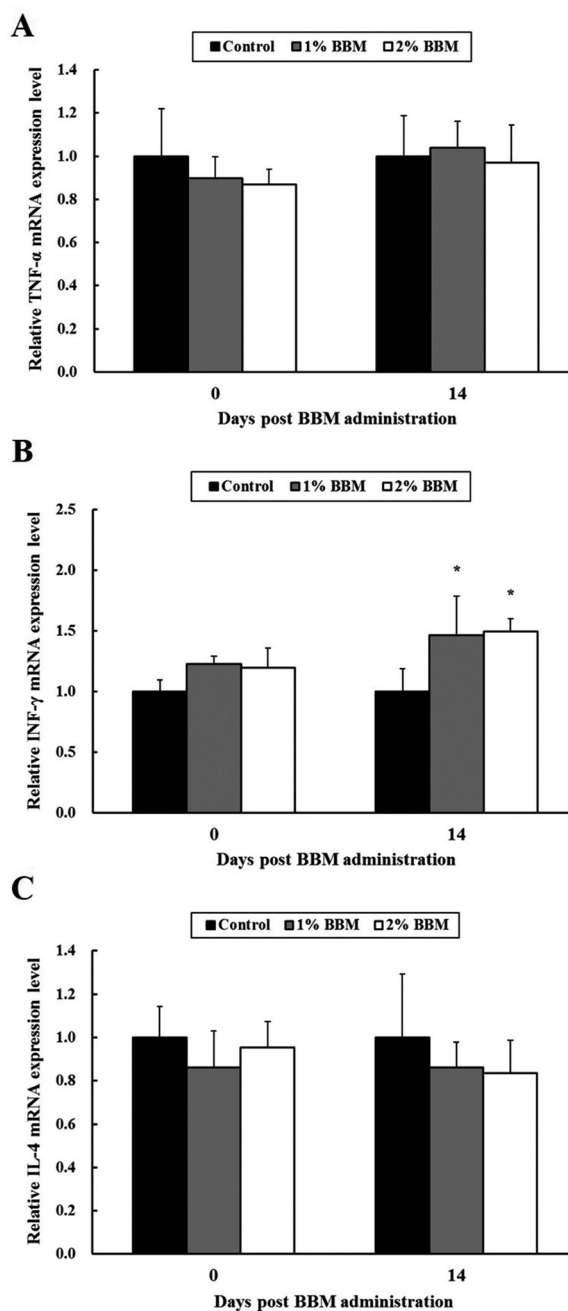 A
Control 1% BBM 2% BBM
1.4
1.2
1.0
0.8
0.6
0.4
0.2
0.0
Relative TNF-α mRNA expression level
0 14
Days post BBM administration
B
Control 1% BBM 2% BBM
2.5
2.0
1.5
1.0
0.5
0.0
Relative INF-γ mRNA expression level
* *
0 14
Days post BBM administration
C
Control 1% BBM 2% BBM
1.4
1.2
1.0
0.8
0.6
0.4
0.2
0.0
Relative IL-4 mRNA expression level
0 14
Days post BBM administration